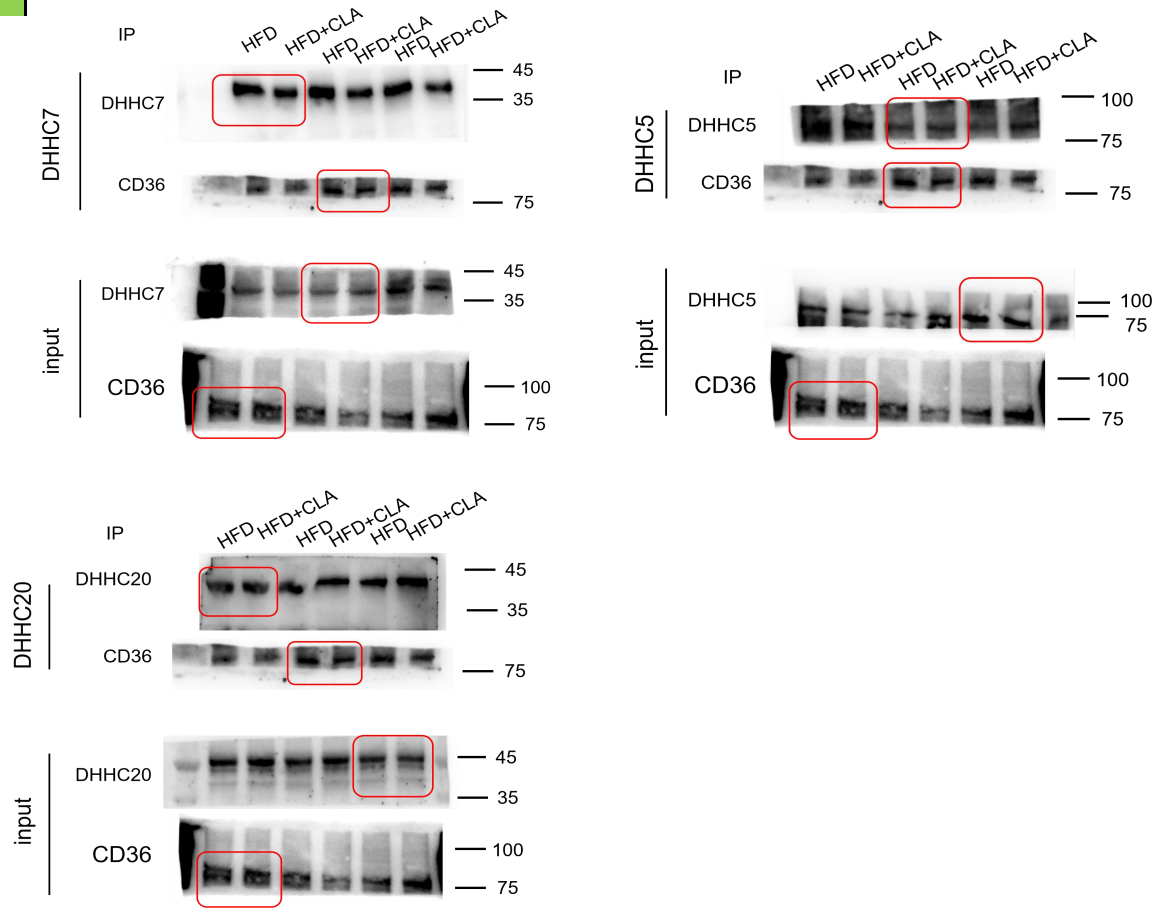 IP
HFD
HFD+CLA
HFD
HFD+CLA
HFD
HFD+CLA
DHHC7
DHHC7
45
35
CD36
75
input
DHHC7
45
35
CD36
100
75
IP
HFD
HFD+CLA
HFD
HFD+CLA
HFD
HFD+CLA
DHHC5
DHHC5
100
75
CD36
75
input
DHHC5
100
75
CD36
100
75
IP
HFD
HFD+CLA
HFD
HFD+CLA
HFD
HFD+CLA
DHHC20
DHHC20
45
35
CD36
75
input
DHHC20
45
35
CD36
100
75